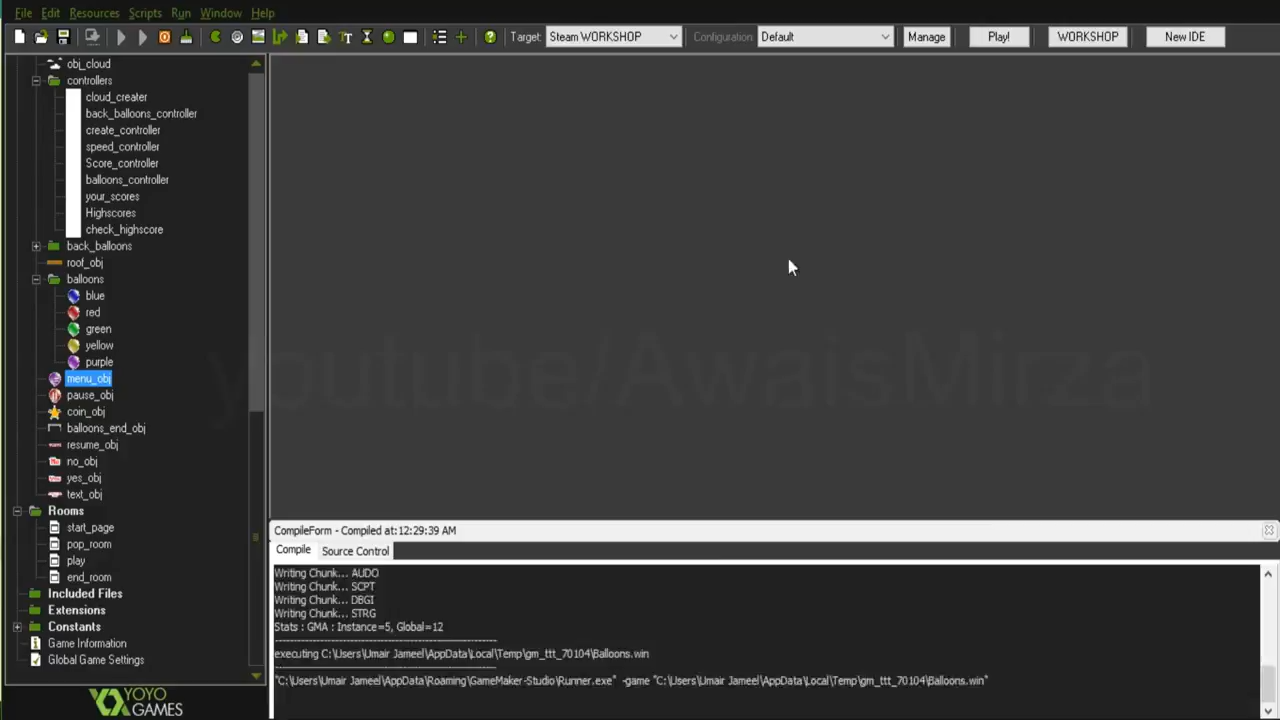 File Edit Resources Scripts Run Window Help
Target: Steam WORKSHOP Configuration: Default Manage Play! WORKSHOP New IDE
obj_cloud
controllers
cloud_creater
back_balloons_controller
create_controller
speed_controller
Score_controller
balloons_controller
your_scores
Highscores
check_highscore
back_balloons
roof_obj
balloons
blue
red
green
yellow
purple
menu_obj
pause_obj
coin_obj
balloons_end_obj
resume_obj
no_obj
yes_obj
text_obj
Rooms
start_page
pop_room
play
end_room
Included Files
Extensions
Constants
Game Information
Global Game Settings
YOYO
GAMES
youtube/AwaisMirza
CompileForm - Compiled at:12:29:39 AM
Compile Source Control
Writing Chunk... AUDO
Writing Chunk... SCPT
Writing Chunk... DBGI
Writing Chunk... STRG
Stats : GMA : Instance=5, Global=12
executing C:\Users\Umair Jameel\AppData\Local\Temp\gm_ttt_70104\Balloons.win
"C:\Users\Umair Jameel\AppData\Roaming\GameMaker-Studio\Runner.exe" -game "C:\Users\Umair Jameel\AppData\Local\Temp\gm_ttt_70104\Balloons.win"